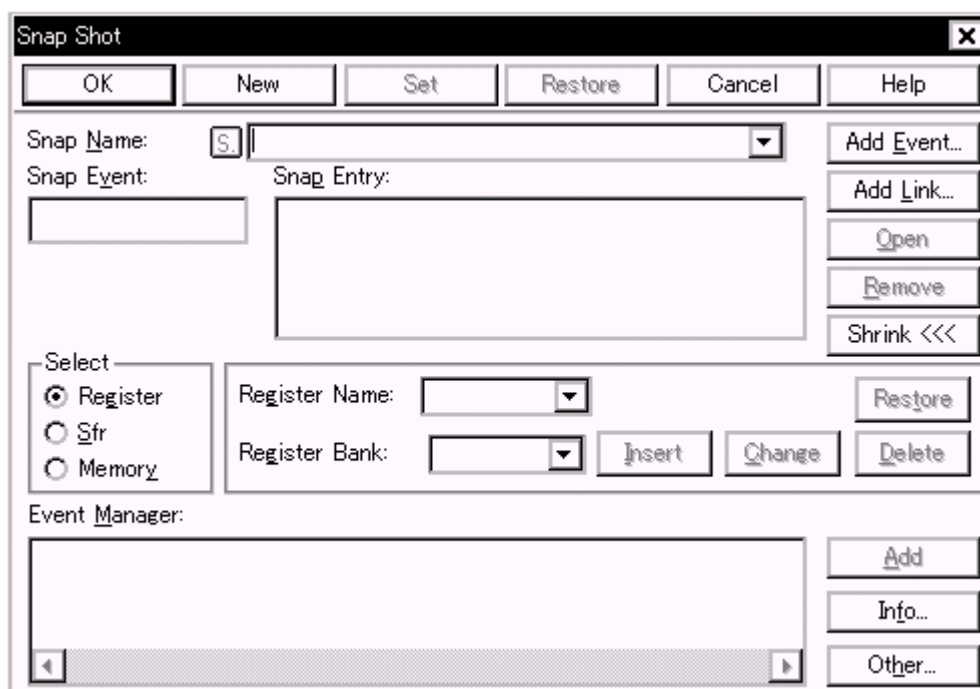 Snap Shot
OK New Set Restore Cancel Help
Snap Name: S. Add Event...
Snap Event: Snap Entry: Add Link...
Open
Remove
Shrink <<<
Select
Register Register Name: Restore
Sfr
Memory Register Bank: Insert Change Delete
Event Manager:
Add
Info...
Other...